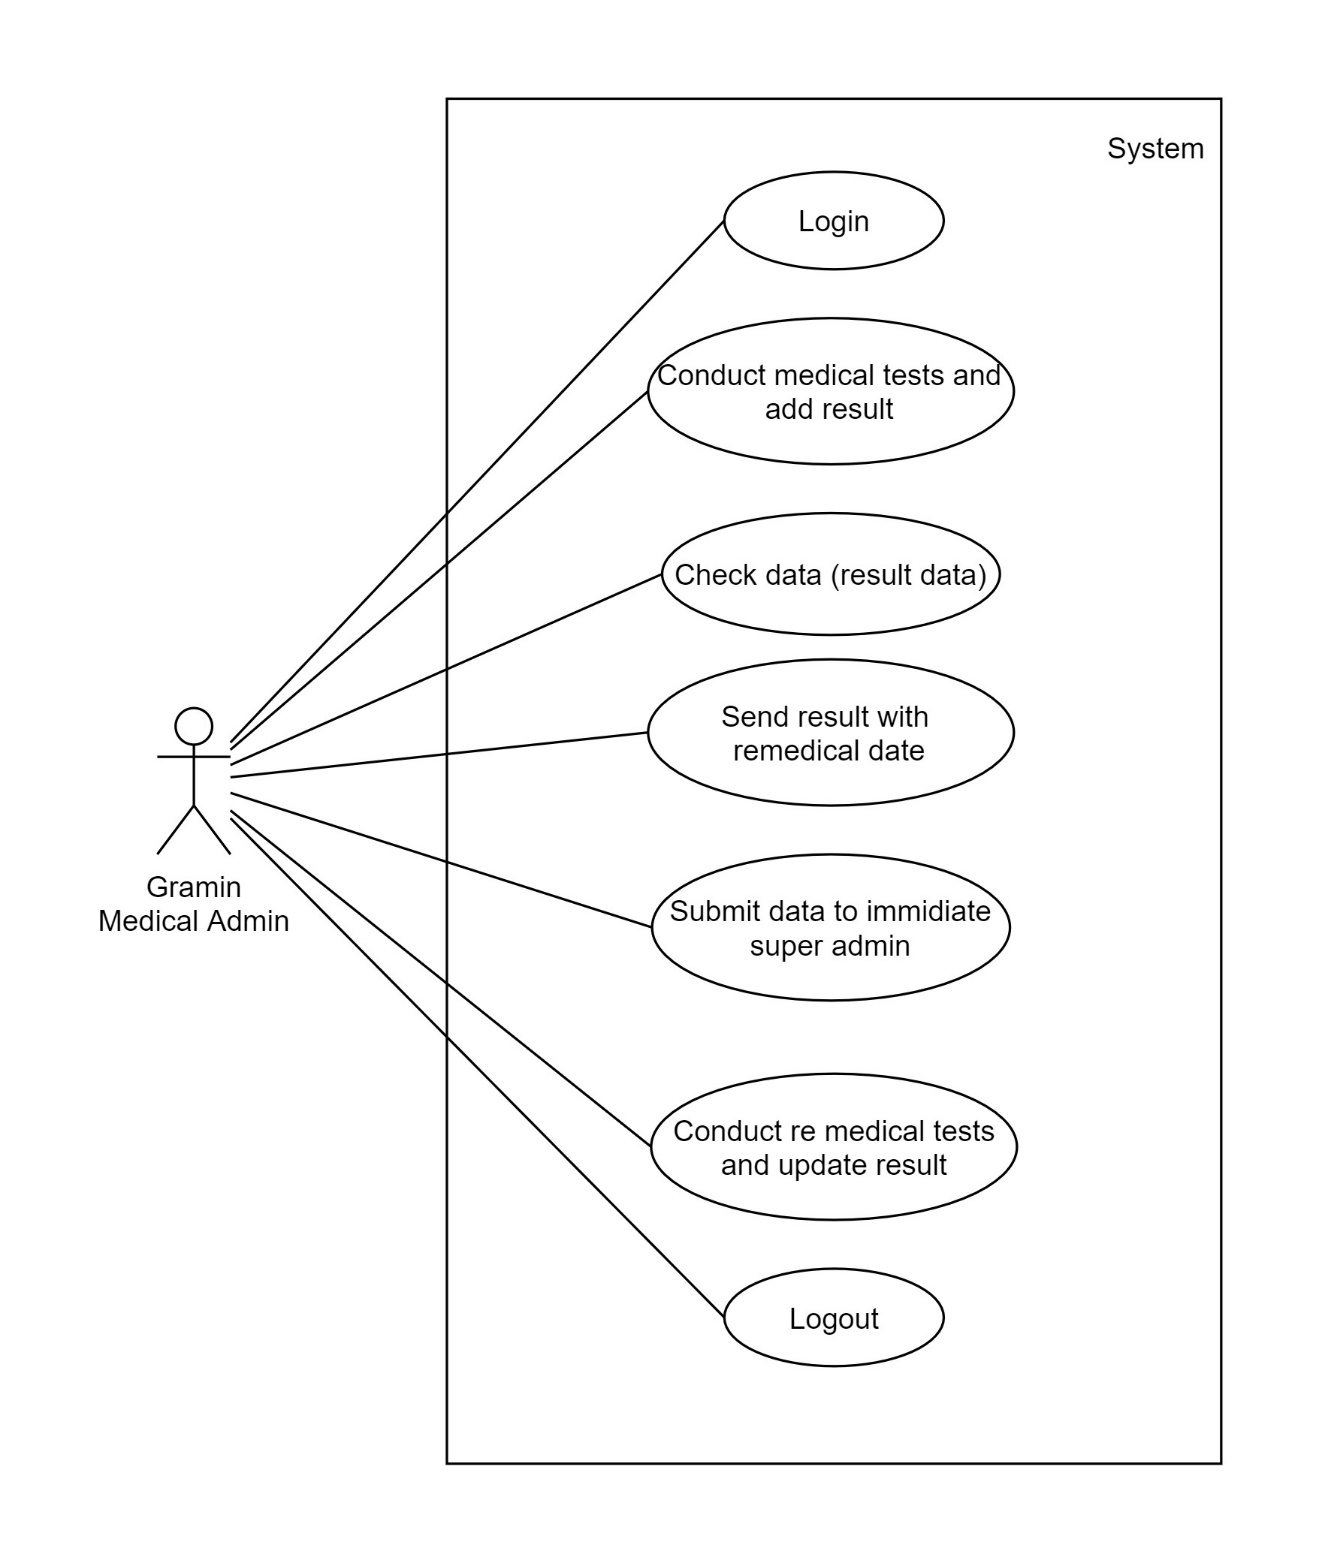 System
Login
Conduct medical tests and
add result
Check data (result data)
Send result with
remedical date
Gramin
Medical Admin
Submit data to immidiate
super admin
Conduct re medical tests
and update result
Logout